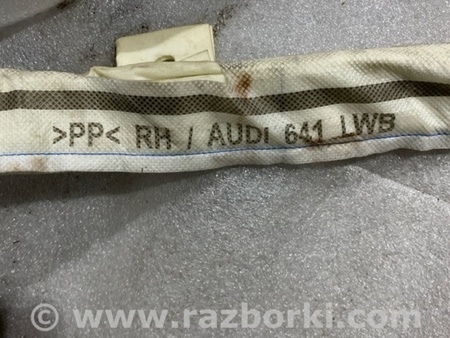 >PP< RH / AUDI 641 LWB
© www.razborki.com